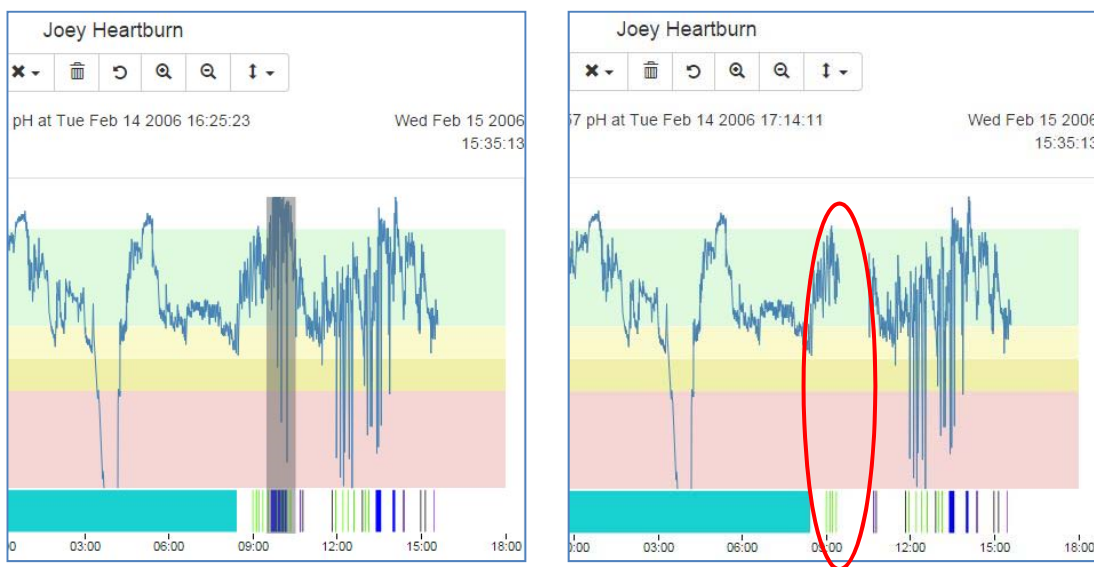 Joey Heartburn
pH at Tue Feb 14 2006 16:25:23
Wed Feb 15 2006
15:35:13
03:00 06:00 09:00 12:00 15:00 18:00
Joey Heartburn
7 pH at Tue Feb 14 2006 17:14:11
Wed Feb 15 2006
15:35:13
03:00 06:00 09:00 12:00 15:00 18:00